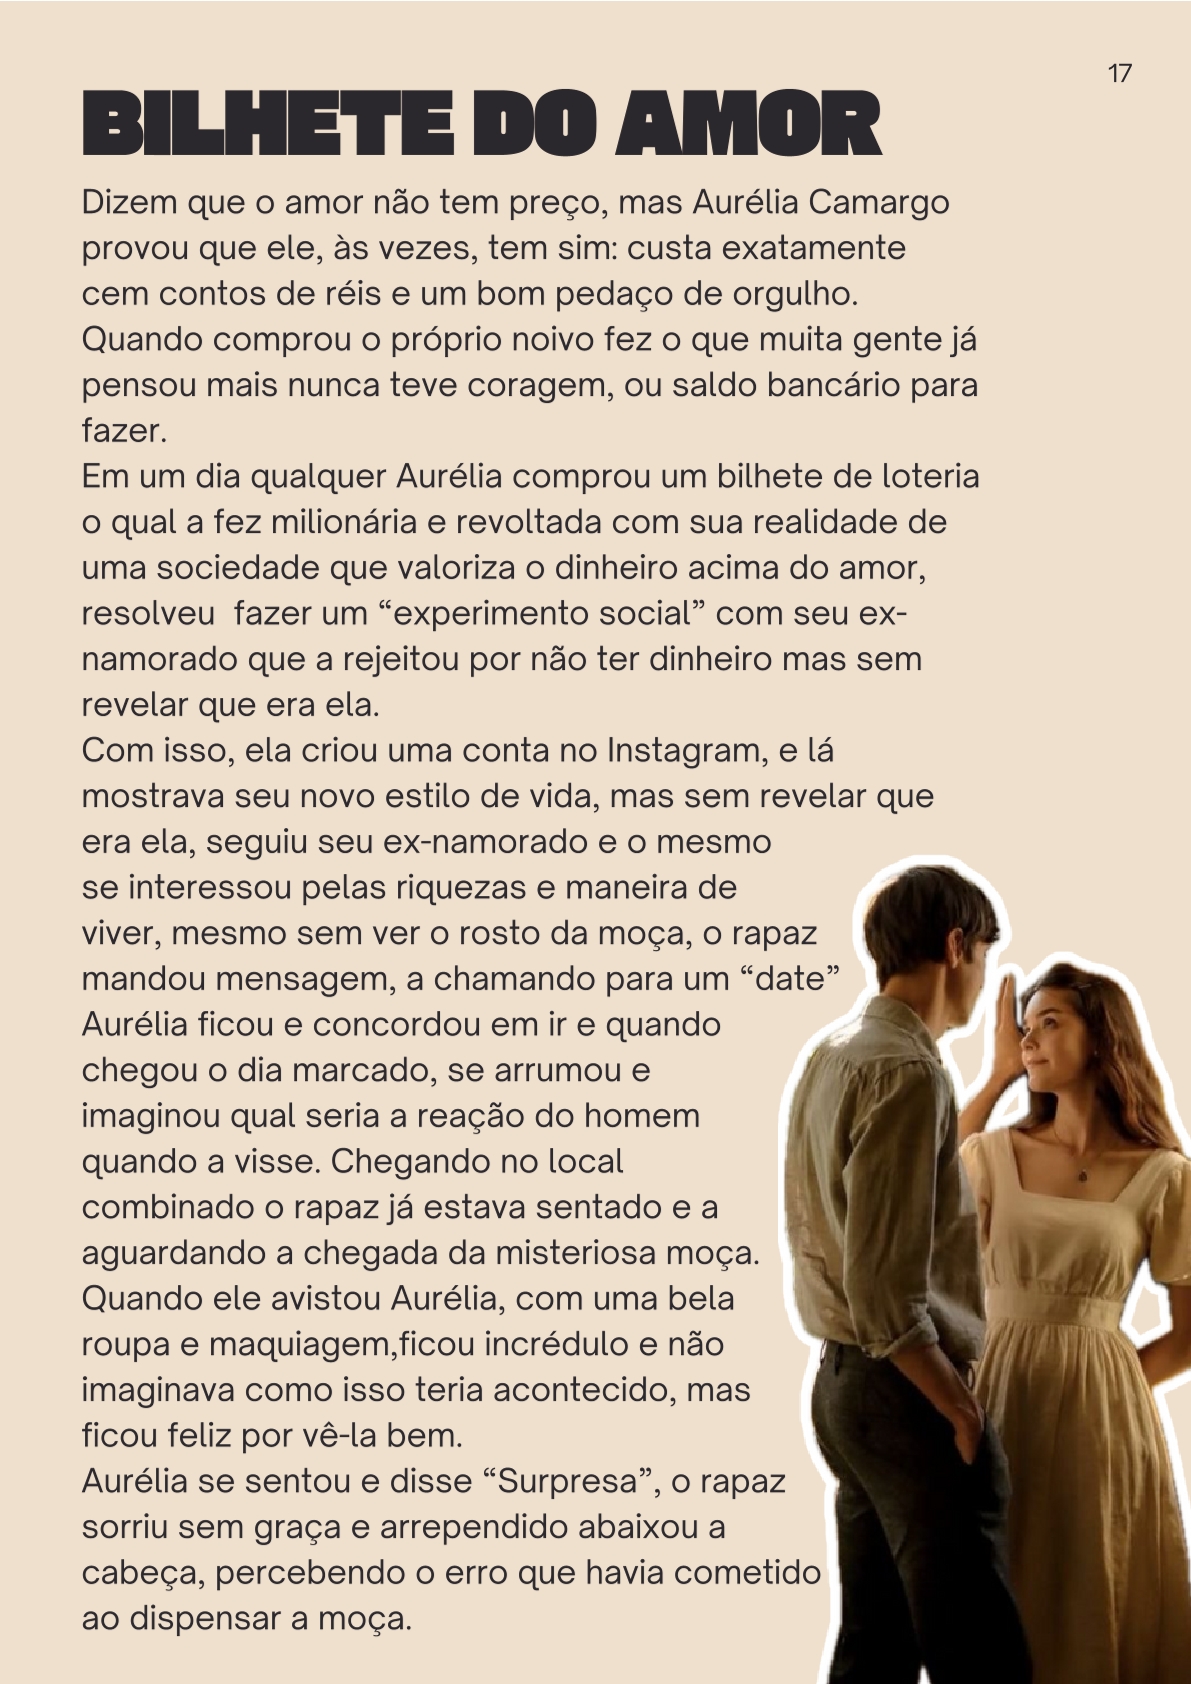 17
BILHETE DO AMOR
Dizem que o amor não tem preço, mas Aurélia Camargo
provou que ele, às vezes, tem sim: custa exatamente
cem contos de réis e um bom pedaço de orgulho.
Quando comprou o próprio noivo fez o que muita gente já
pensou mais nunca teve coragem, ou saldo bancário para
fazer.
Em um dia qualquer Aurélia comprou um bilhete de loteria
o qual a fez milionária e revoltada com sua realidade de
uma sociedade que valoriza o dinheiro acima do amor,
resolveu  fazer um “experimento social” com seu ex-
namorado que a rejeitou por não ter dinheiro mas sem
revelar que era ela.
Com isso, ela criou uma conta no Instagram, e lá
mostrava seu novo estilo de vida, mas sem revelar que
era ela, seguiu seu ex-namorado e o mesmo
se interessou pelas riquezas e maneira de
viver, mesmo sem ver o rosto da moça, o rapaz
mandou mensagem, a chamando para um “date”
Aurélia ficou e concordou em ir e quando
chegou o dia marcado, se arrumou e
imaginou qual seria a reação do homem
quando a visse. Chegando no local
combinado o rapaz já estava sentado e a
aguardando a chegada da misteriosa moça.
Quando ele avistou Aurélia, com uma bela
roupa e maquiagem,ficou incrédulo e não
imaginava como isso teria acontecido, mas
ficou feliz por vê-la bem.
Aurélia se sentou e disse “Surpresa”, o rapaz
sorriu sem graça e arrependido abaixou a
cabeça, percebendo o erro que havia cometido
ao dispensar a moça.